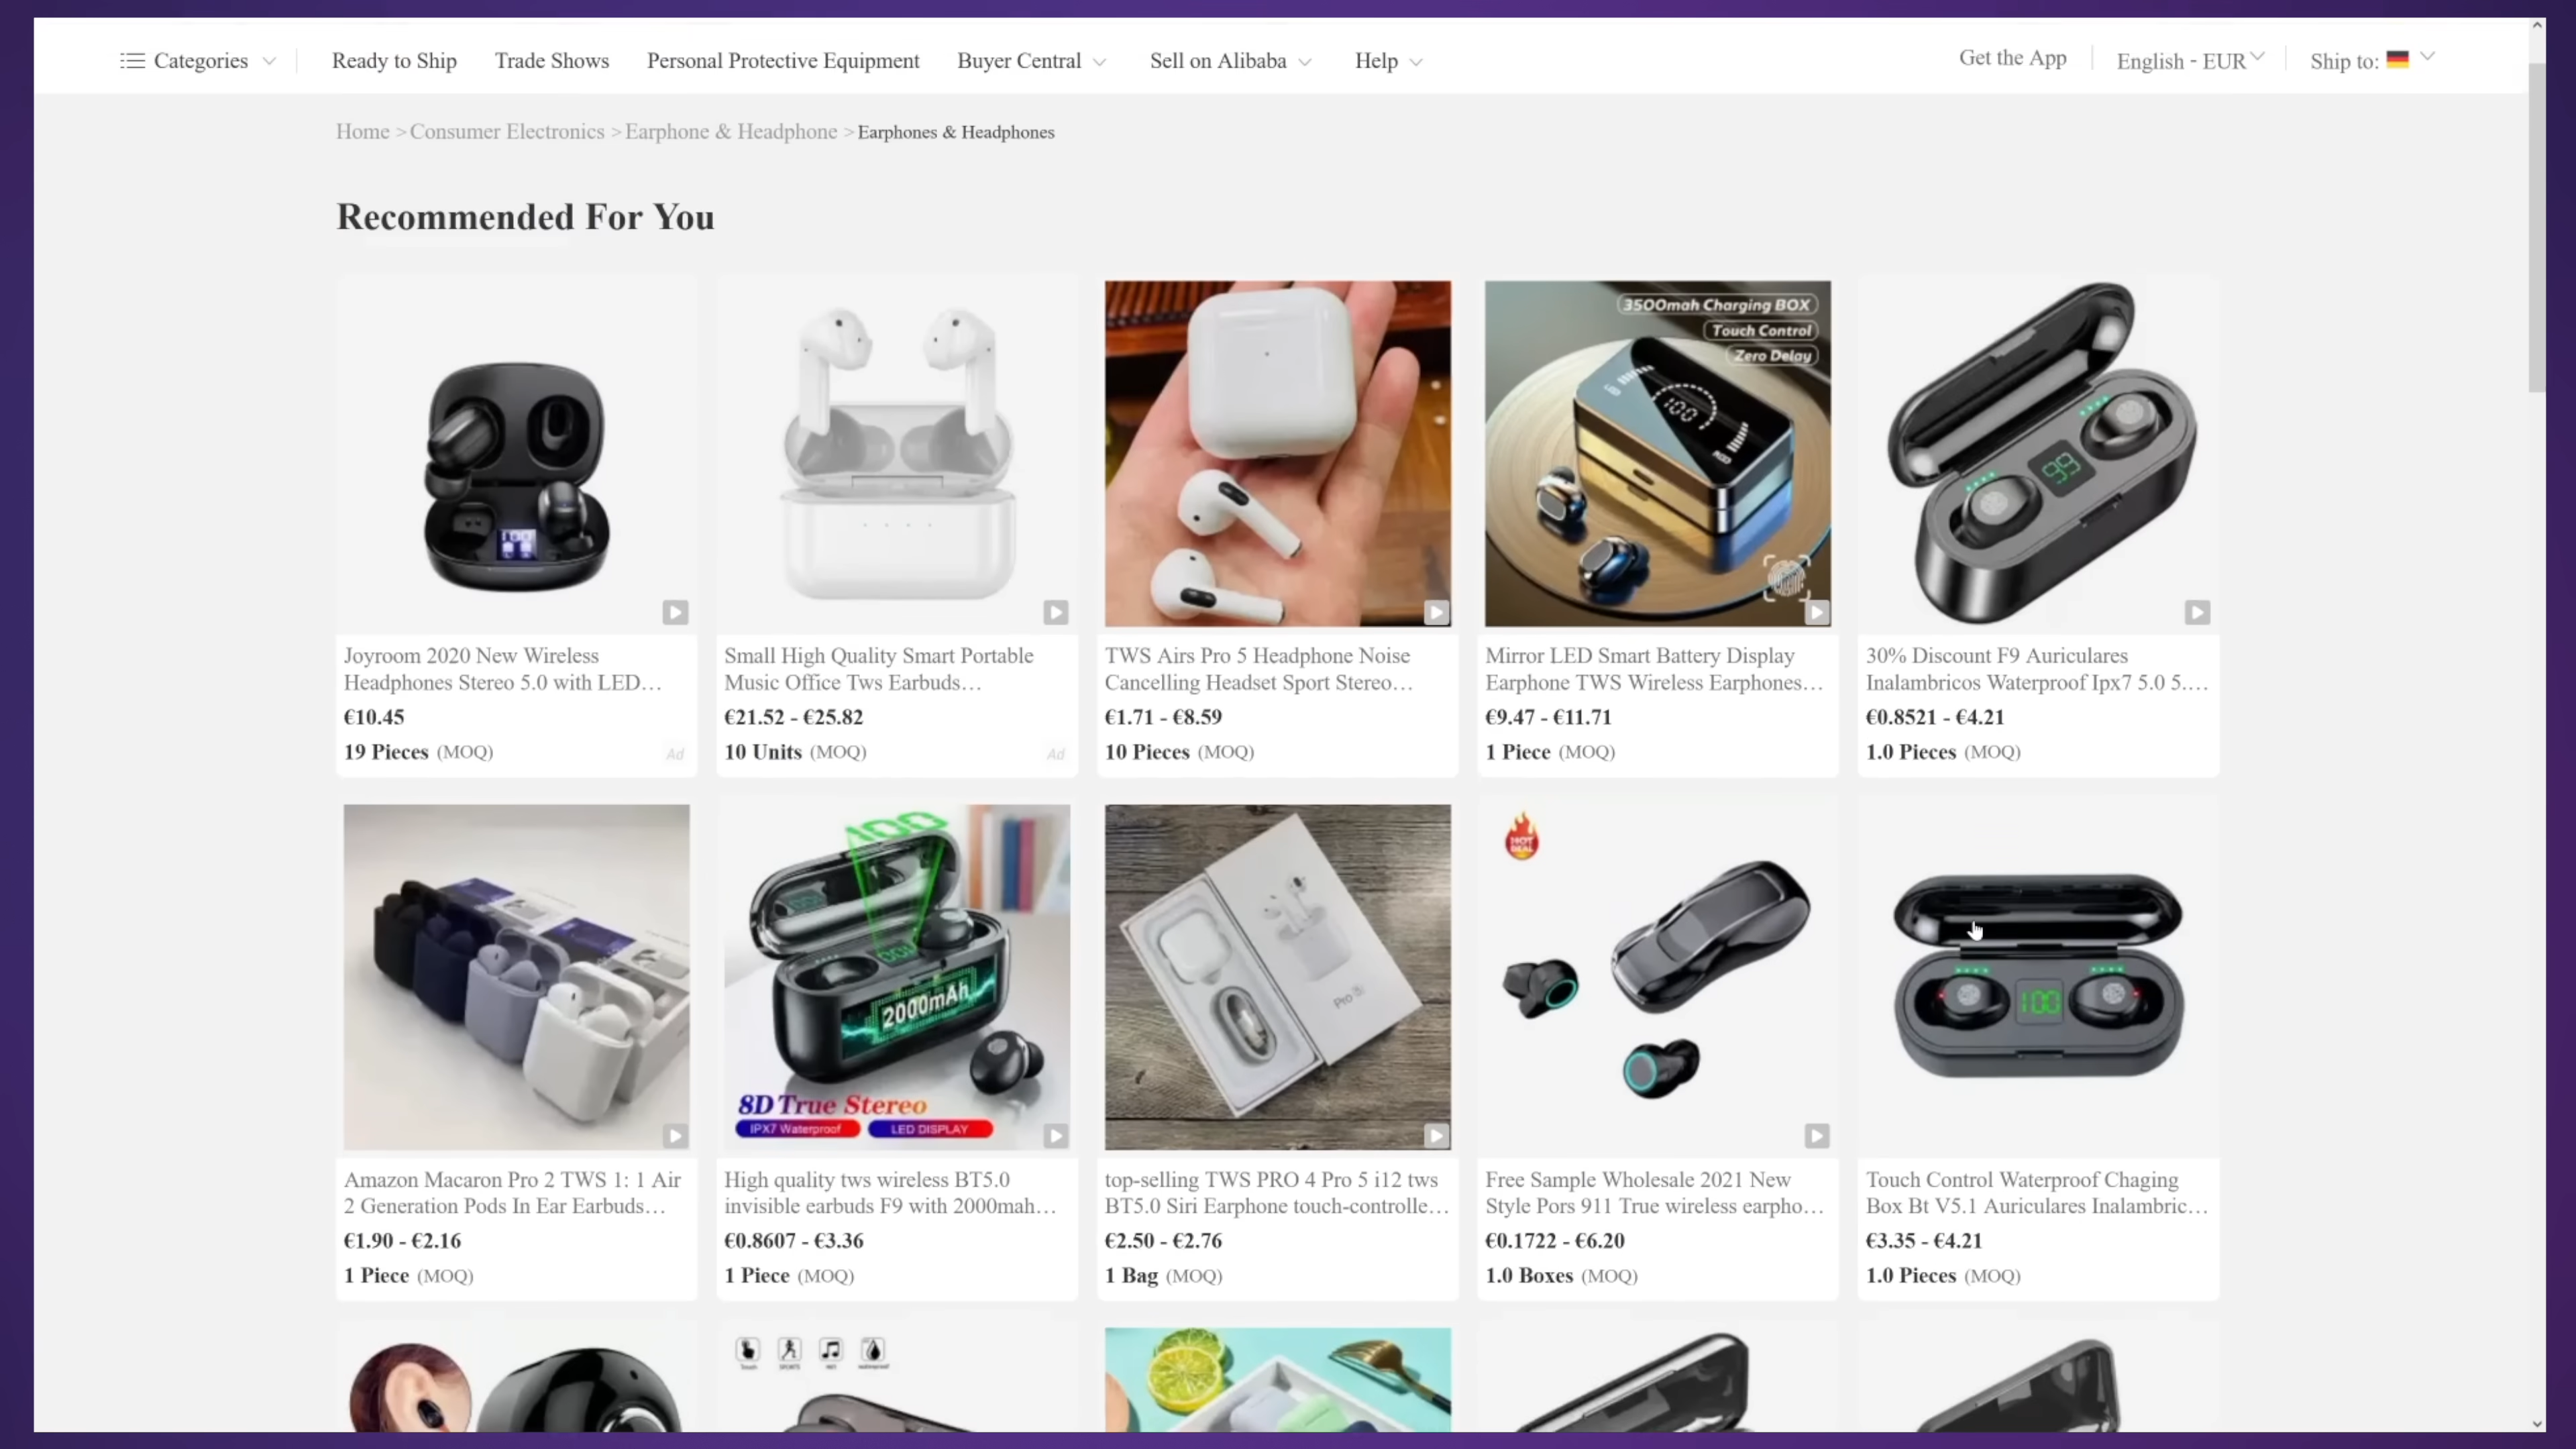 Categories
Ready to Ship
Trade Shows
Personal Protective Equipment
Buyer Central
Sell on Alibaba
Help
Get the App
English - EUR
Ship to:
Home >Consumer Electronics >Earphone & Headphone >Earphones & Headphones
Recommended For You
100
3500mah Charging BOX
Touch Control
Zero Delay
100
99
Joyroom 2020 New Wireless
Headphones Stereo 5.0 with LED…
€10.45
19 Pieces (MOQ)
Ad
Small High Quality Smart Portable
Music Office Tws Earbuds…
€21.52 - €25.82
10 Units (MOQ)
Ad
TWS Airs Pro 5 Headphone Noise
Cancelling Headset Sport Stereo…
€1.71 - €8.59
10 Pieces (MOQ)
Mirror LED Smart Battery Display
Earphone TWS Wireless Earphones…
€9.47 - €11.71
1 Piece (MOQ)
30% Discount F9 Auriculares
Inalambricos Waterproof Ipx7 5.0 5.…
€0.8521 - €4.21
1.0 Pieces (MOQ)
100
2000mAh
8D True Stereo
IPX7 Waterproof
LED DISPLAY
HOT
DEAL
100
Amazon Macaron Pro 2 TWS 1: 1 Air
2 Generation Pods In Ear Earbuds…
€1.90 - €2.16
1 Piece (MOQ)
High quality tws wireless BT5.0
invisible earbuds F9 with 2000mah…
€0.8607 - €3.36
1 Piece (MOQ)
top-selling TWS PRO 4 Pro 5 i12 tws
BT5.0 Siri Earphone touch-controlle…
€2.50 - €2.76
1 Bag (MOQ)
Free Sample Wholesale 2021 New
Style Pors 911 True wireless earpho…
€0.1722 - €6.20
1.0 Boxes (MOQ)
Touch Control Waterproof Chaging
Box Bt V5.1 Auriculares Inalambric…
€3.35 - €4.21
1.0 Pieces (MOQ)